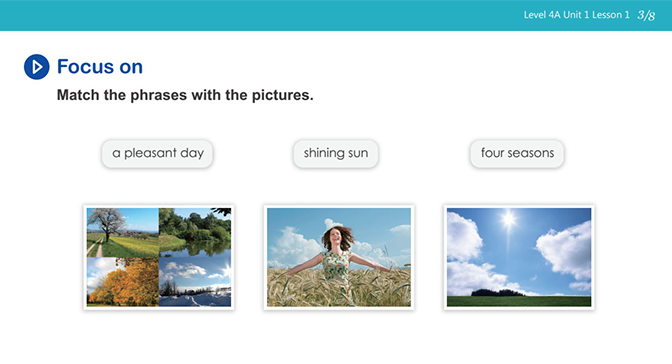 Level 4A Unit 1 Lesson 1 3/8
Focus on
Match the phrases with the pictures.
a pleasant day shining sun four seasons